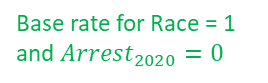 Base rate for Race = 1
and Arrest₂₀₂₀ = 0